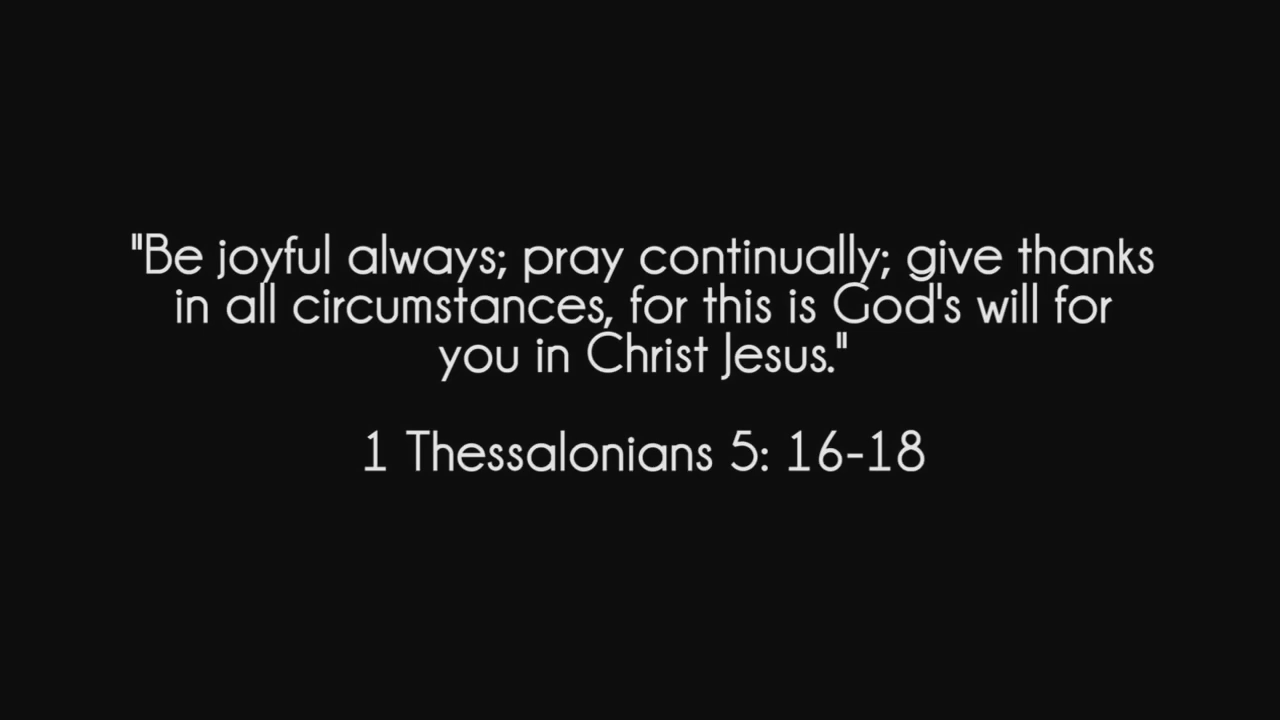 "Be joyful always; pray continually; give thanks
in all circumstances, for this is God's will for
you in Christ Jesus."
1 Thessalonians 5: 16-18